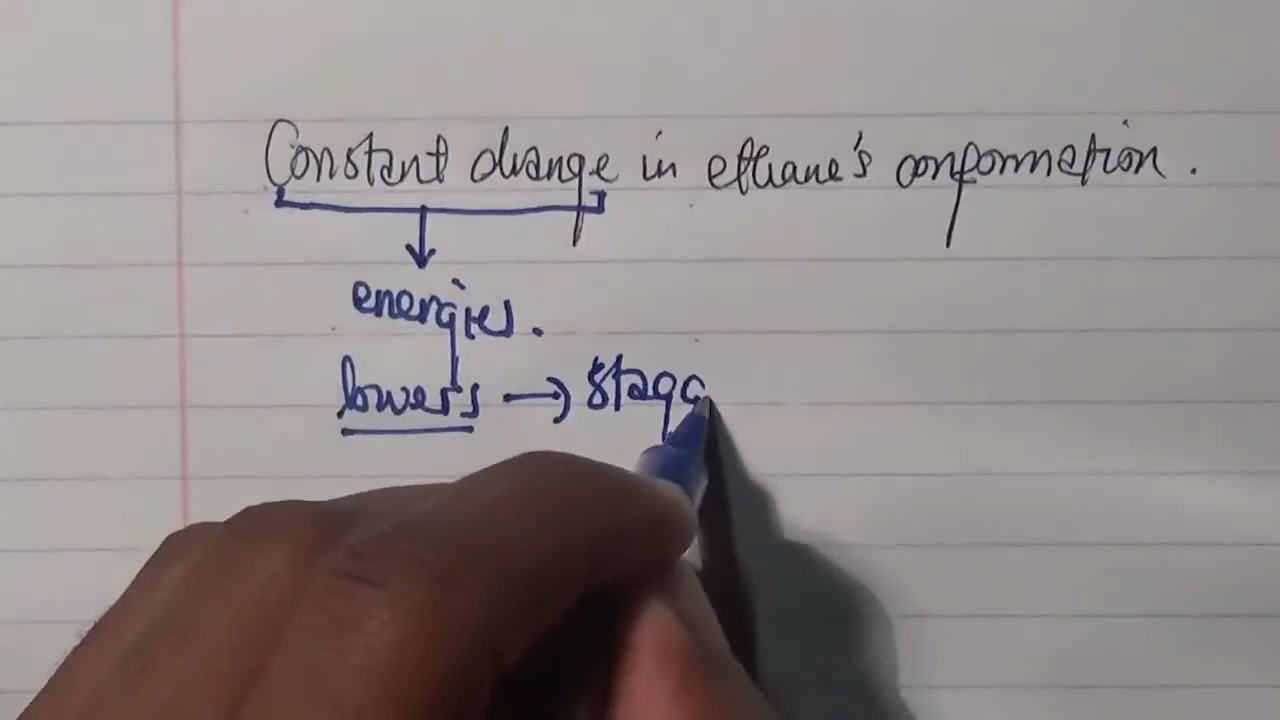 Constant change in ethane's conformation.
energies.
lowers → stagg